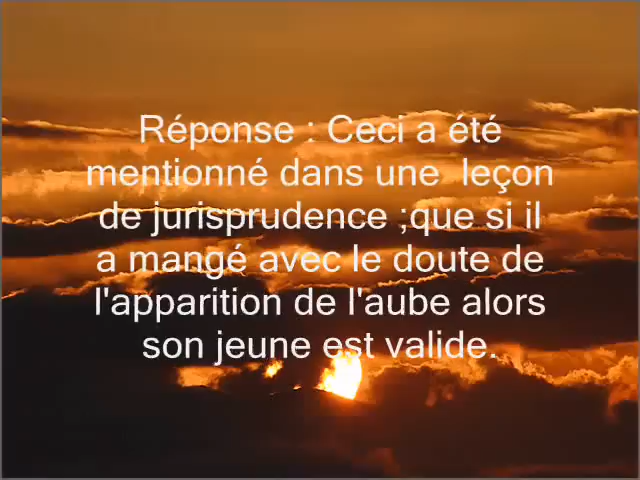 Réponse : Ceci a été
mentionné dans une  leçon
de jurisprudence ;que si il
a mangé avec le doute de
l'apparition de l'aube alors
son jeune est valide.